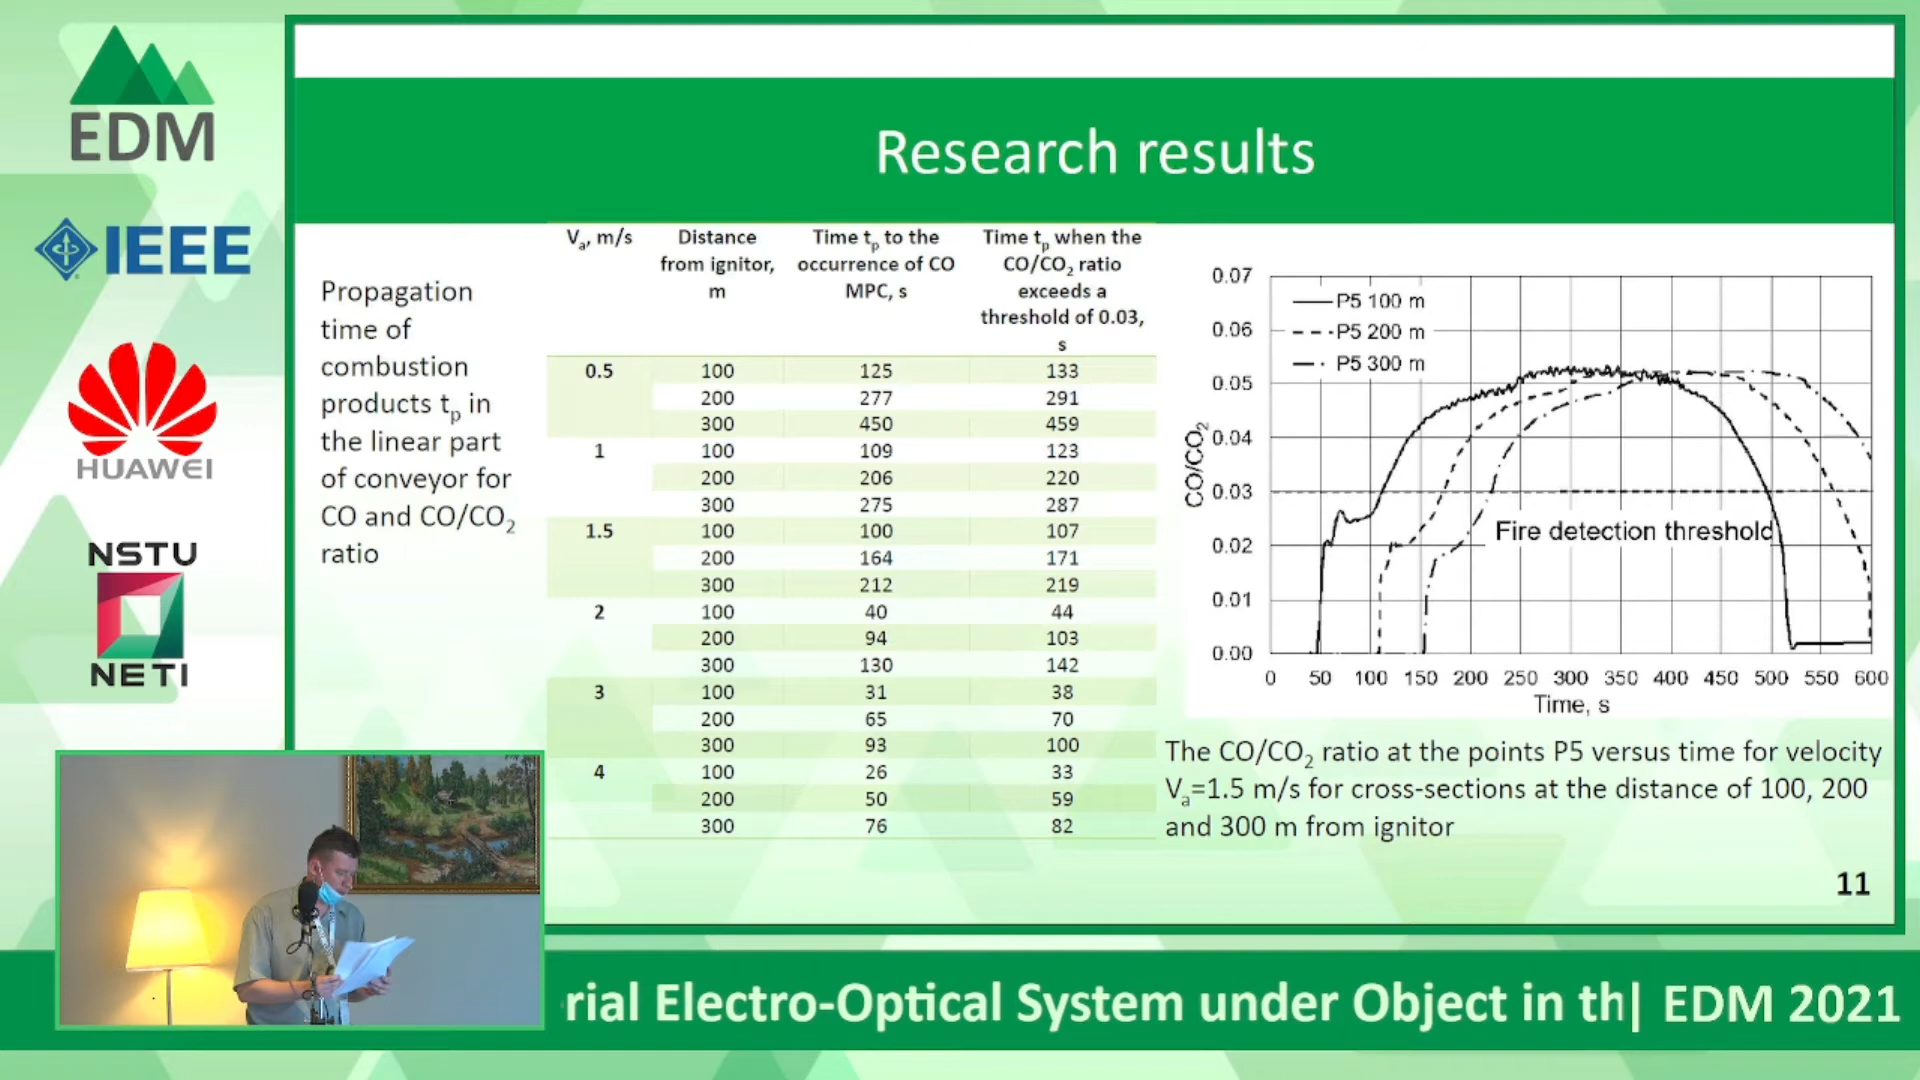 EDM
IEEE
HUAWEI
NSTU
NETI
Research results
Propagation
time of
combustion
products tp in
the linear part
of conveyor for
CO and CO/CO2
ratio
Va, m/s Distance from ignitor, m Time tp to the occurrence of CO MPC, s Time tp when the CO/CO2 ratio exceeds a threshold of 0.03, s
0.5 100 125 133
200 277 291
300 450 459
1 100 109 123
200 206 220
300 275 287
1.5 100 100 107
200 164 171
300 212 219
2 100 40 44
200 94 103
300 130 142
3 100 31 38
200 65 70
300 93 100
4 100 26 33
200 50 59
300 76 82
0.07
0.06
0.05
0.04
0.03
0.02
0.01
0.00
CO/CO2
P5 100 m
P5 200 m
P5 300 m
Fire detection threshold
0 50 100 150 200 250 300 350 400 450 500 550 600
Time, s
The CO/CO2 ratio at the points P5 versus time for velocity
Va=1.5 m/s for cross-sections at the distance of 100, 200
and 300 m from ignitor
11
rial Electro-Optical System under Object in th| EDM 2021